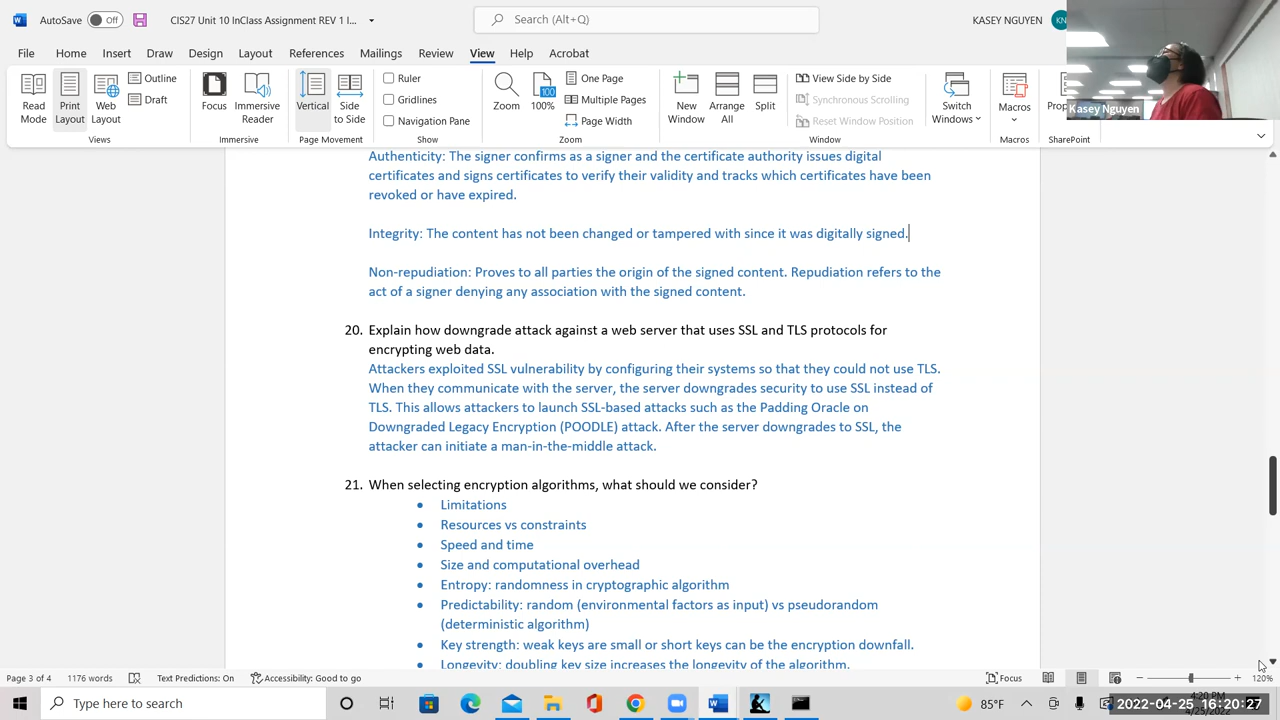 AutoSave Off CIS27 Unit 10 InClass Assignment REV 1 I... Search (Alt+Q) KASEY NGUYEN KN
File Home Insert Draw Design Layout References Mailings Review View Help Acrobat
Read Mode Print Layout Web Layout Outline Draft Focus Immersive Reader Vertical Side to Side Ruler Gridlines Navigation Pane Zoom 100 100% One Page Multiple Pages Page Width New Window Arrange All Split View Side by Side Synchronous Scrolling Reset Window Position Switch Windows Macros
Views Immersive Page Movement Show Zoom Window Macros SharePoint
Kasey Nguyen
Authenticity: The signer confirms as a signer and the certificate authority issues digital
certificates and signs certificates to verify their validity and tracks which certificates have been
revoked or have expired.
Integrity: The content has not been changed or tampered with since it was digitally signed.
Non-repudiation: Proves to all parties the origin of the signed content. Repudiation refers to the
act of a signer denying any association with the signed content.
20. Explain how downgrade attack against a web server that uses SSL and TLS protocols for
encrypting web data.
Attackers exploited SSL vulnerability by configuring their systems so that they could not use TLS.
When they communicate with the server, the server downgrades security to use SSL instead of
TLS. This allows attackers to launch SSL-based attacks such as the Padding Oracle on
Downgraded Legacy Encryption (POODLE) attack. After the server downgrades to SSL, the
attacker can initiate a man-in-the-middle attack.
21. When selecting encryption algorithms, what should we consider?
• Limitations
• Resources vs constraints
• Speed and time
• Size and computational overhead
• Entropy: randomness in cryptographic algorithm
• Predictability: random (environmental factors as input) vs pseudorandom
(deterministic algorithm)
• Key strength: weak keys are small or short keys can be the encryption downfall.
• Longevity: doubling key size increases the longevity of the algorithm.
Page 3 of 4 1176 words Text Predictions: On Accessibility: Good to go Focus 120%
Type here to search 85°F 4:20 PM
2022-04-25 16:20:27